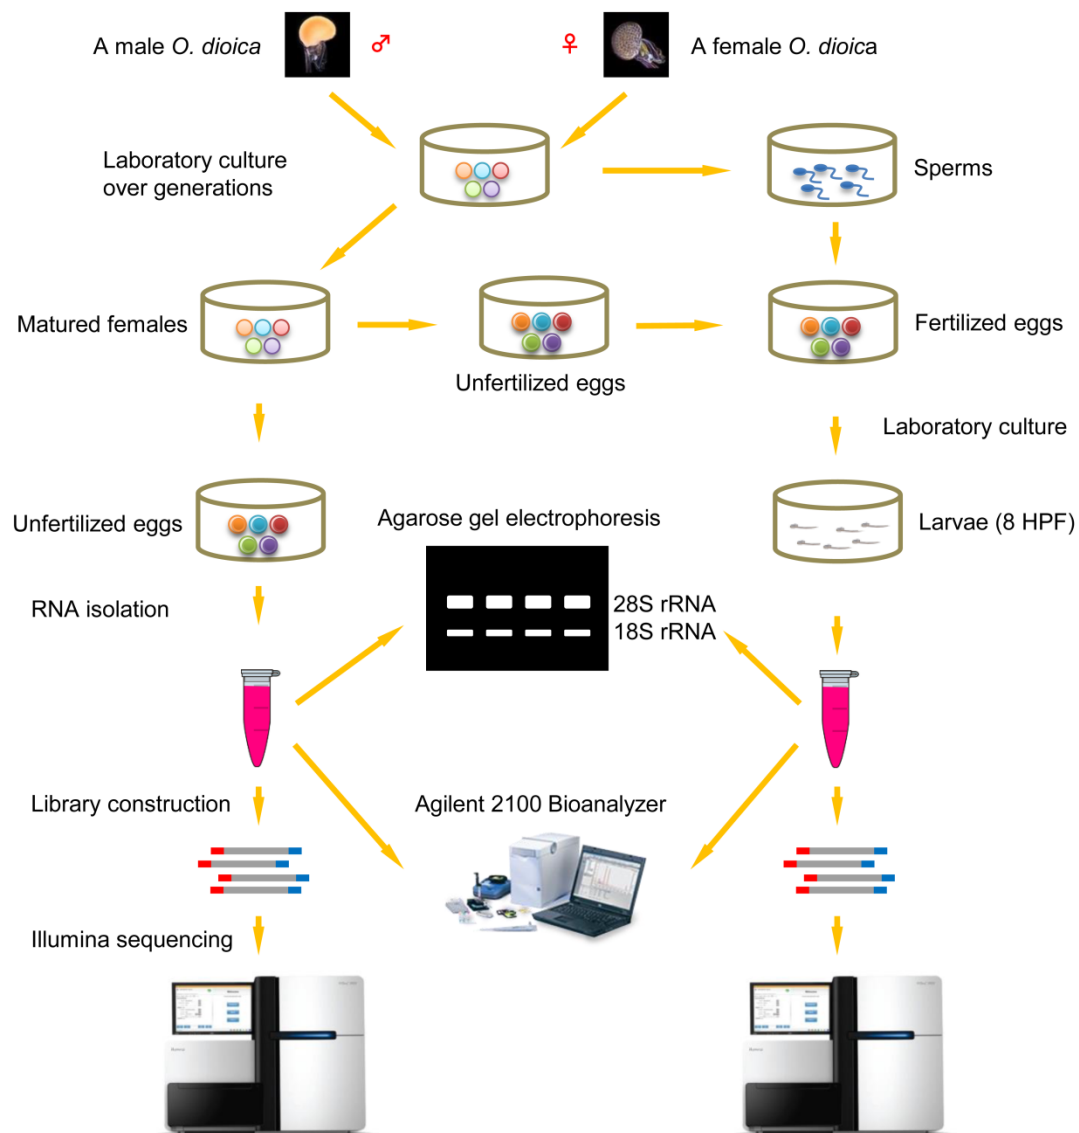 A male O. dioica
♂
♀
A female O. dioica
Laboratory culture
over generations
Sperms
Matured females
Unfertilized eggs
Fertilized eggs
Laboratory culture
Unfertilized eggs
Agarose gel electrophoresis
Larvae (8 HPF)
RNA isolation
28S rRNA
18S rRNA
Library construction
Agilent 2100 Bioanalyzer
Illumina sequencing